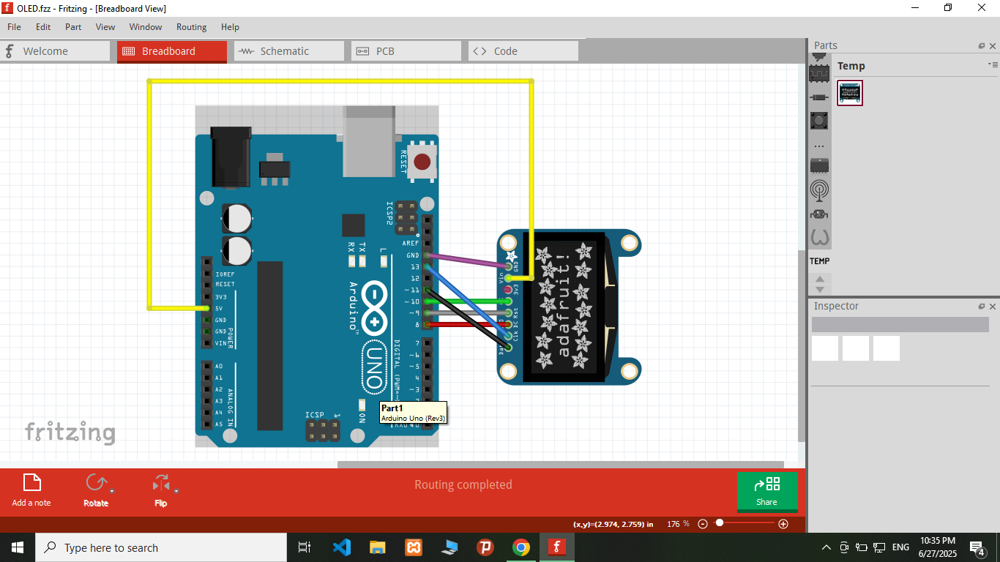 OLED.fzz - Fritzing - [Breadboard View]
File Edit Part View Window Routing Help
Welcome
Breadboard
Schematic
PCB
Code
Parts
Temp
TEMP
Inspector
RESET
ICSP2
AREF
GND
13
12
~11
~10
~9
8
7
~6
~5
4
~3
RX
TX
L
Arduino™
UNO
DIGITAL (PWM=~)
IOREF
RESET
3V3
5V
GND
GND
VIN
POWER
A0
A1
A2
A3
A4
A5
ANALOG IN
ICSP
1
ON
GND
Vin
3v3
Rst
DC
Clk
adafruit!
Part1
Arduino Uno (Rev3)
fritzing
Add a note
Rotate
Flip
Routing completed
Share
(x,y)=(2.974, 2.759) in
176 %
Type here to search
ENG
10:35 PM
6/27/2025
4